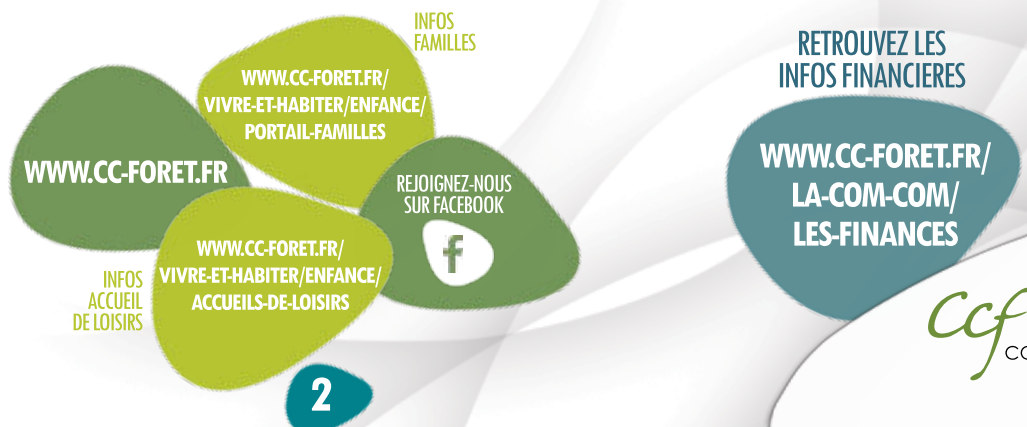 INFOS
FAMILLES
WWW.CC-FORET.FR/
VIVRE-ET-HABITER/ENFANCE/
PORTAIL-FAMILLES
WWW.CC-FORET.FR
REJOIGNEZ-NOUS
SUR FACEBOOK
f
WWW.CC-FORET.FR/
VIVRE-ET-HABITER/ENFANCE/
ACCUEILS-DE-LOISIRS
INFOS
ACCUEIL
DE LOISIRS
2
RETROUVEZ LES
INFOS FINANCIERES
WWW.CC-FORET.FR/
LA-COM-COM/
LES-FINANCES
ccf